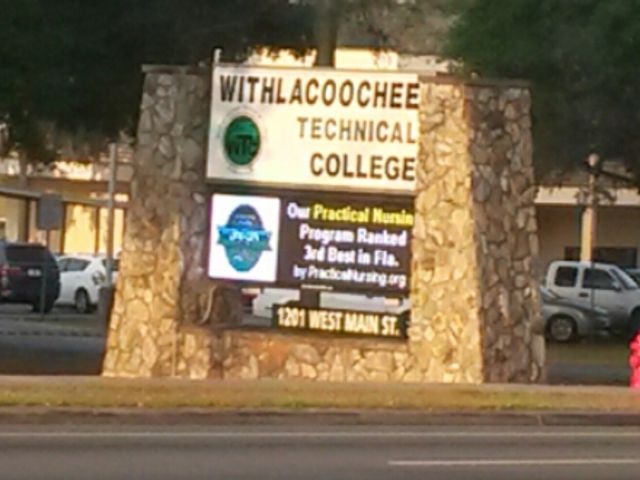 WITHLACOOCHEE
TECHNICAL
COLLEGE
WTC
Our Practical Nursin
Program Ranked
3rd Best in Fla.
by PracticalNursing.org
1201 WEST MAIN ST.